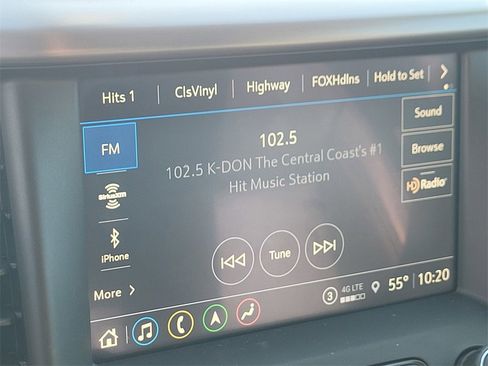 Hits 1 ClsVinyl Highway FOXHdlns Hold to Set
FM
102.5
Sound
102.5 K-DON The Central Coast's #1
Hit Music Station
Browse
HD Radio
SiriusXM
iPhone
Tune
More
3 4G LTE 55° 10:20